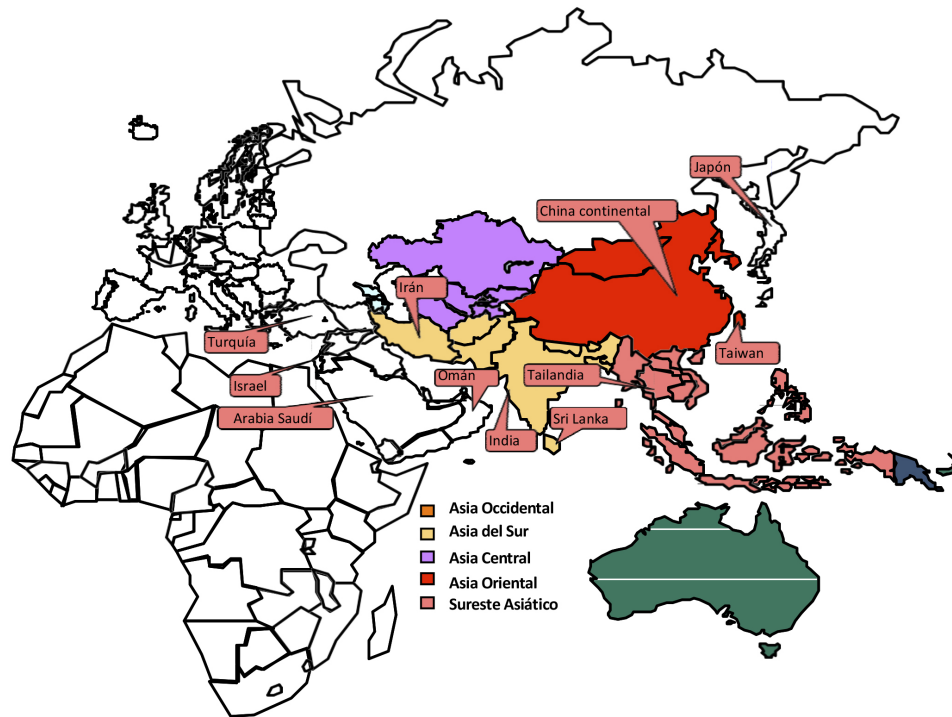 Japón
China continental
Irán
Turquía
Taiwan
Israel
Omán
Tailandia
Arabia Saudí
Sri Lanka
India
Asia Occidental
Asia del Sur
Asia Central
Asia Oriental
Sureste Asiático